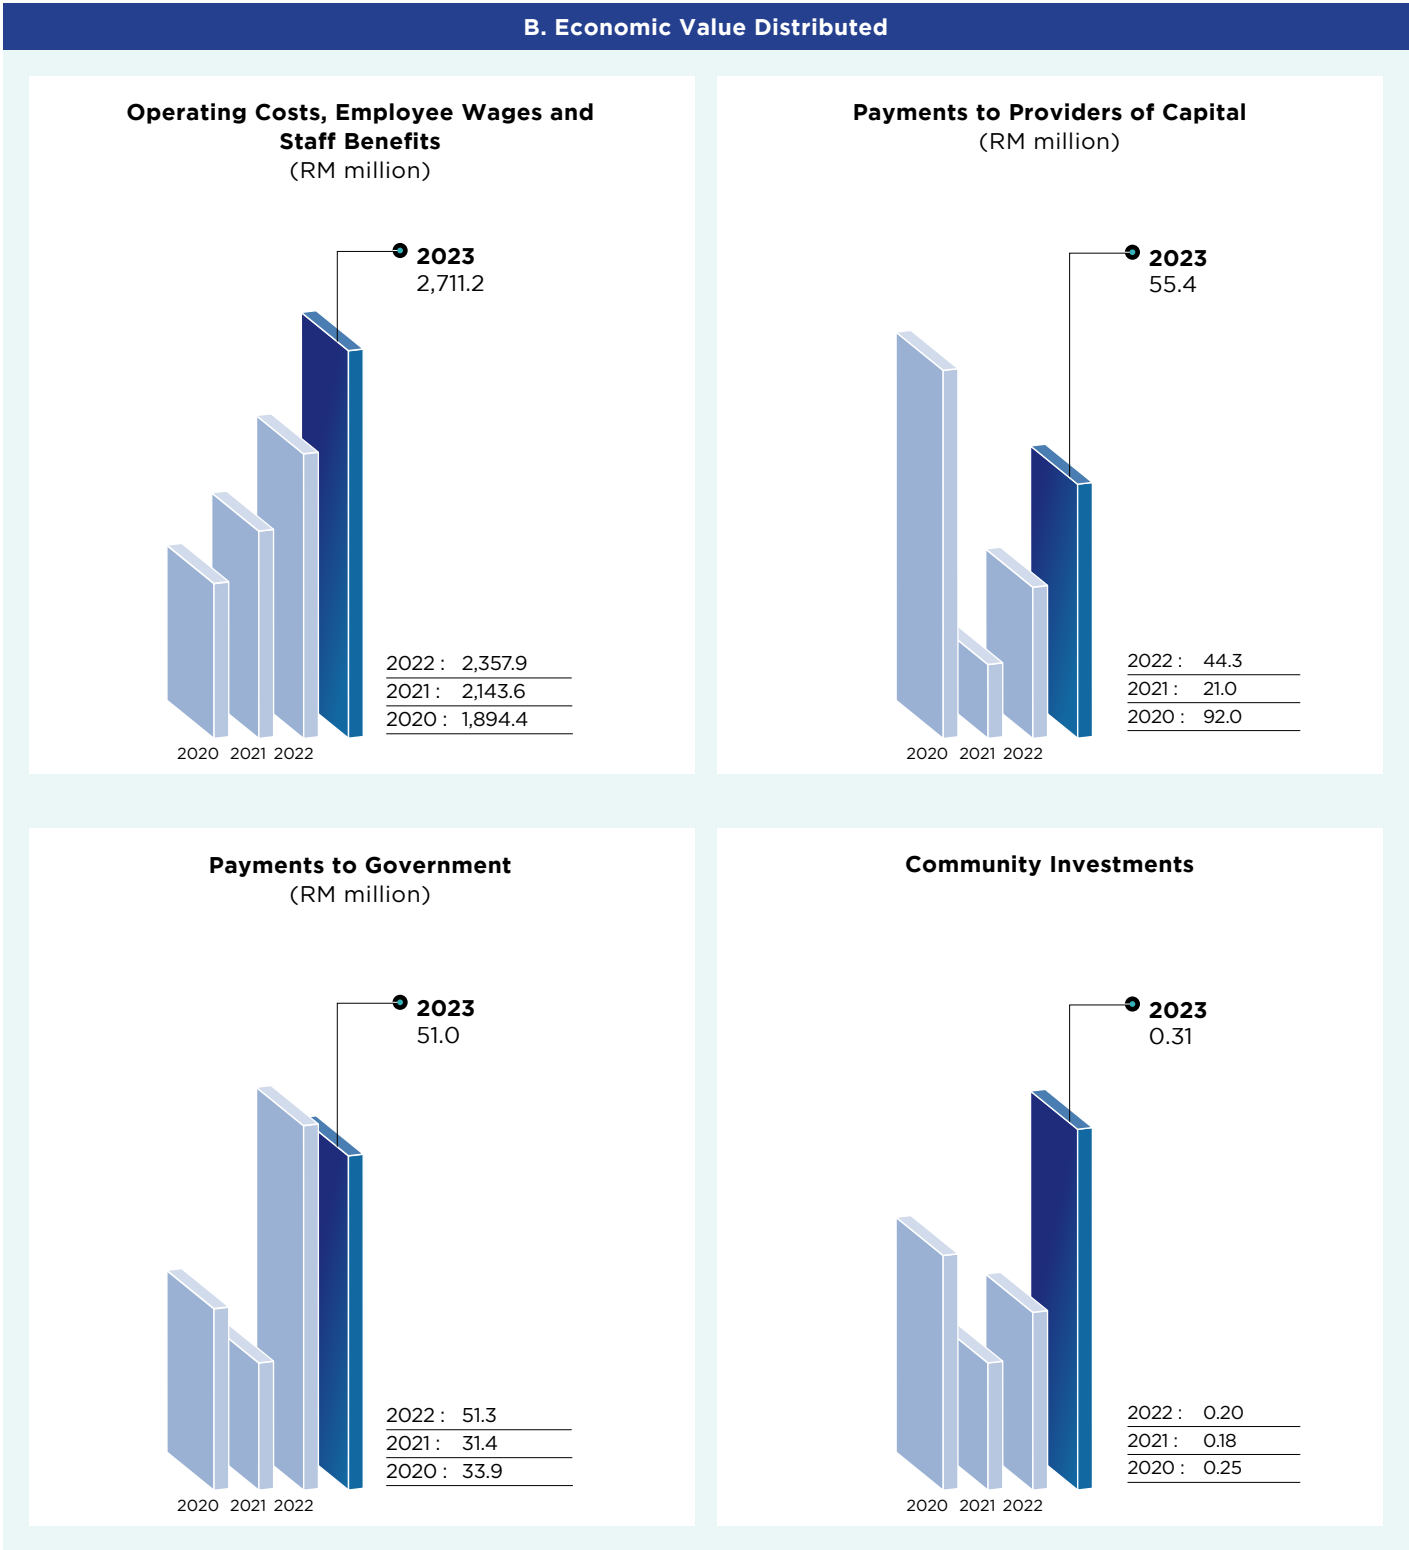 B. Economic Value Distributed
Operating Costs, Employee Wages and
Staff Benefits
(RM million)
2023
2,711.2
2022 : 2,357.9
2021 : 2,143.6
2020 : 1,894.4
2020 2021 2022
Payments to Providers of Capital
(RM million)
2023
55.4
2022 : 44.3
2021 : 21.0
2020 : 92.0
2020 2021 2022
Payments to Government
(RM million)
2023
51.0
2022 : 51.3
2021 : 31.4
2020 : 33.9
2020 2021 2022
Community Investments
2023
0.31
2022 : 0.20
2021 : 0.18
2020 : 0.25
2020 2021 2022